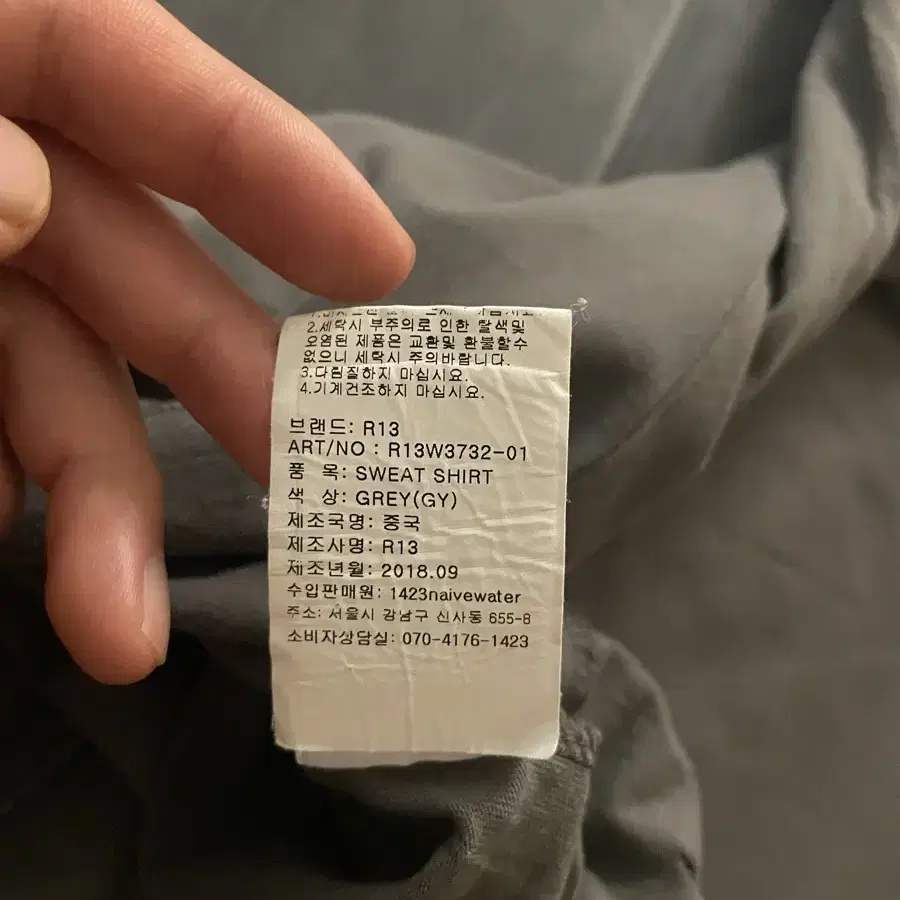 2.세탁시 부주의로 인한 탈색및
오염된 제품은 교환및 환불할수
없으니 세탁시 주의바랍니다.
3.다림질하지 마십시요.
4.기계건조하지 마십시요.
브랜드: R13
ART/NO : R13W3732-01
품 옥: SWEAT SHIRT
색 상: GREY(GY)
제조국명: 중국
제조사명: R13
제조년월: 2018.09
수입판매원: 1423naivewater
주소: 서울시 강남구 신사동 655-8
소비자상담실: 070-4176-1423